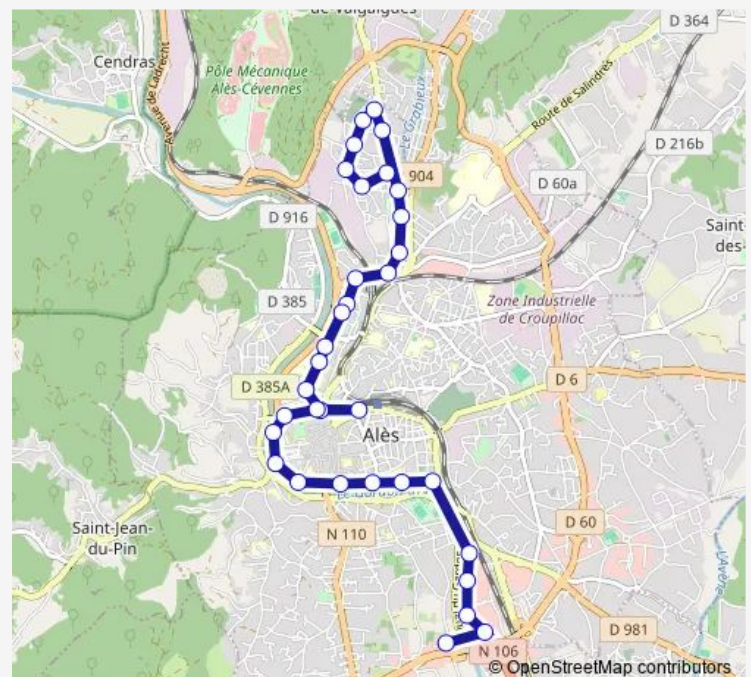 de Valgalgues
D 364
Cendras
Avenue de Ladrecht
Pôle Mécanique
Alès-Cévennes
Le Grabieux
Route de Salindres
D 216b
904
D 60a
D 916
Saint-
des-
D 385
Zone Industrielle
de Croupillac
D 6
D 385A
Alès
Saint-Jean-
du-Pin
N 110
D 60
L'Avène
D 981
N 106
© OpenStreetMap contributors